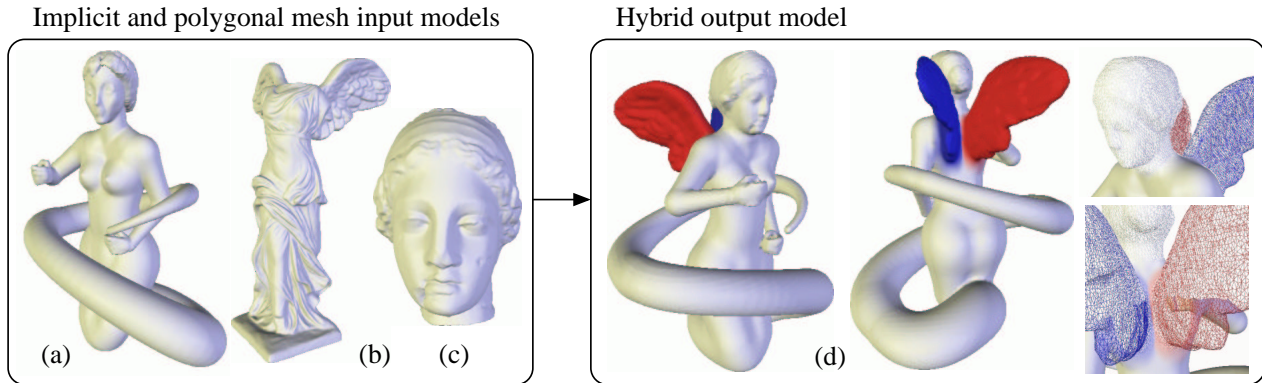 Implicit and polygonal mesh input models
Hybrid output model
(a)
(b)
(c)
(d)